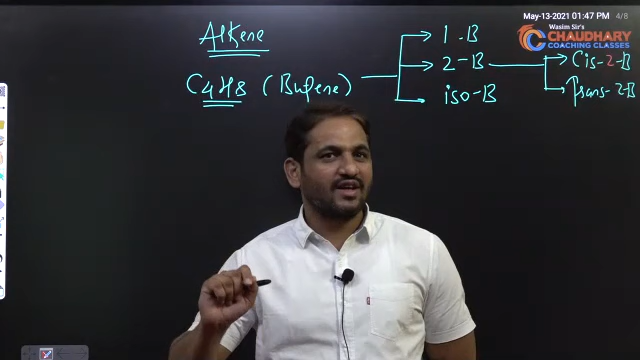 May-13-2021 01:47 PM 4/8
Wasim Sir's
CHAUDHARY
COACHING CLASSES
Alkene
C4H8 (Butene)
1-B
2-B
iso-B
Cis-2-B
Trans-2-B